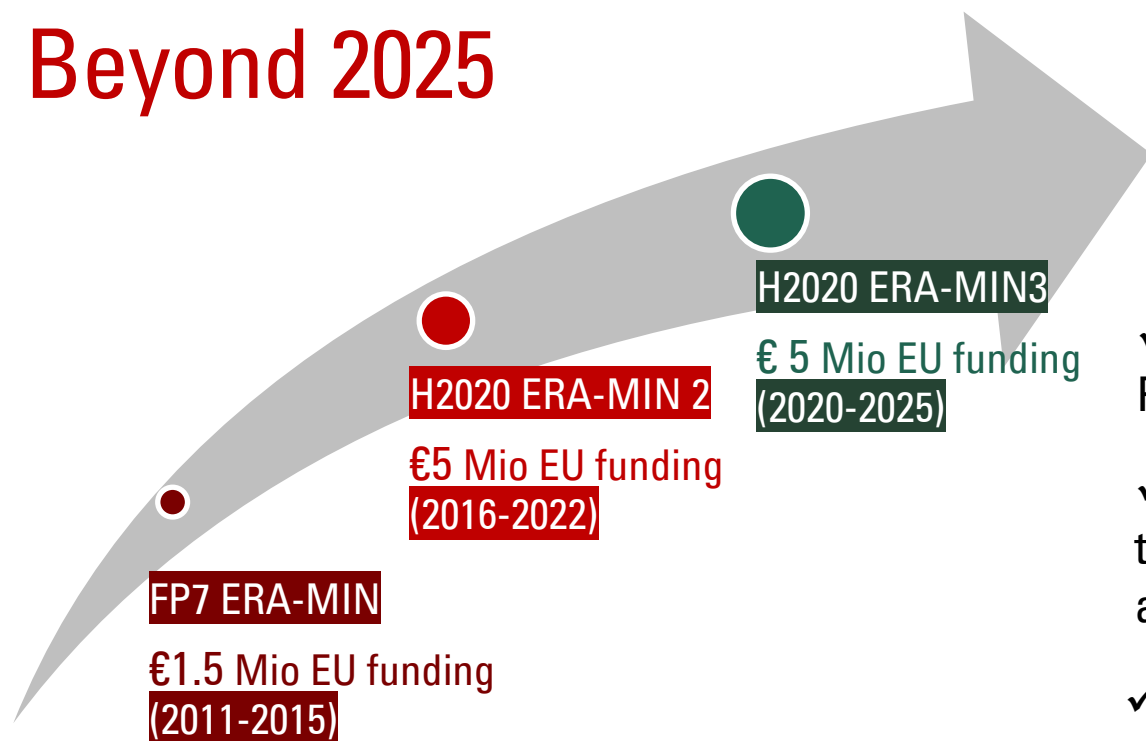 Beyond 2025
H2020 ERA-MIN3
€ 5 Mio EU funding
(2020-2025)
H2020 ERA-MIN 2
€5 Mio EU funding
(2016-2022)
FP7 ERA-MIN
€1.5 Mio EU funding
(2011-2015)